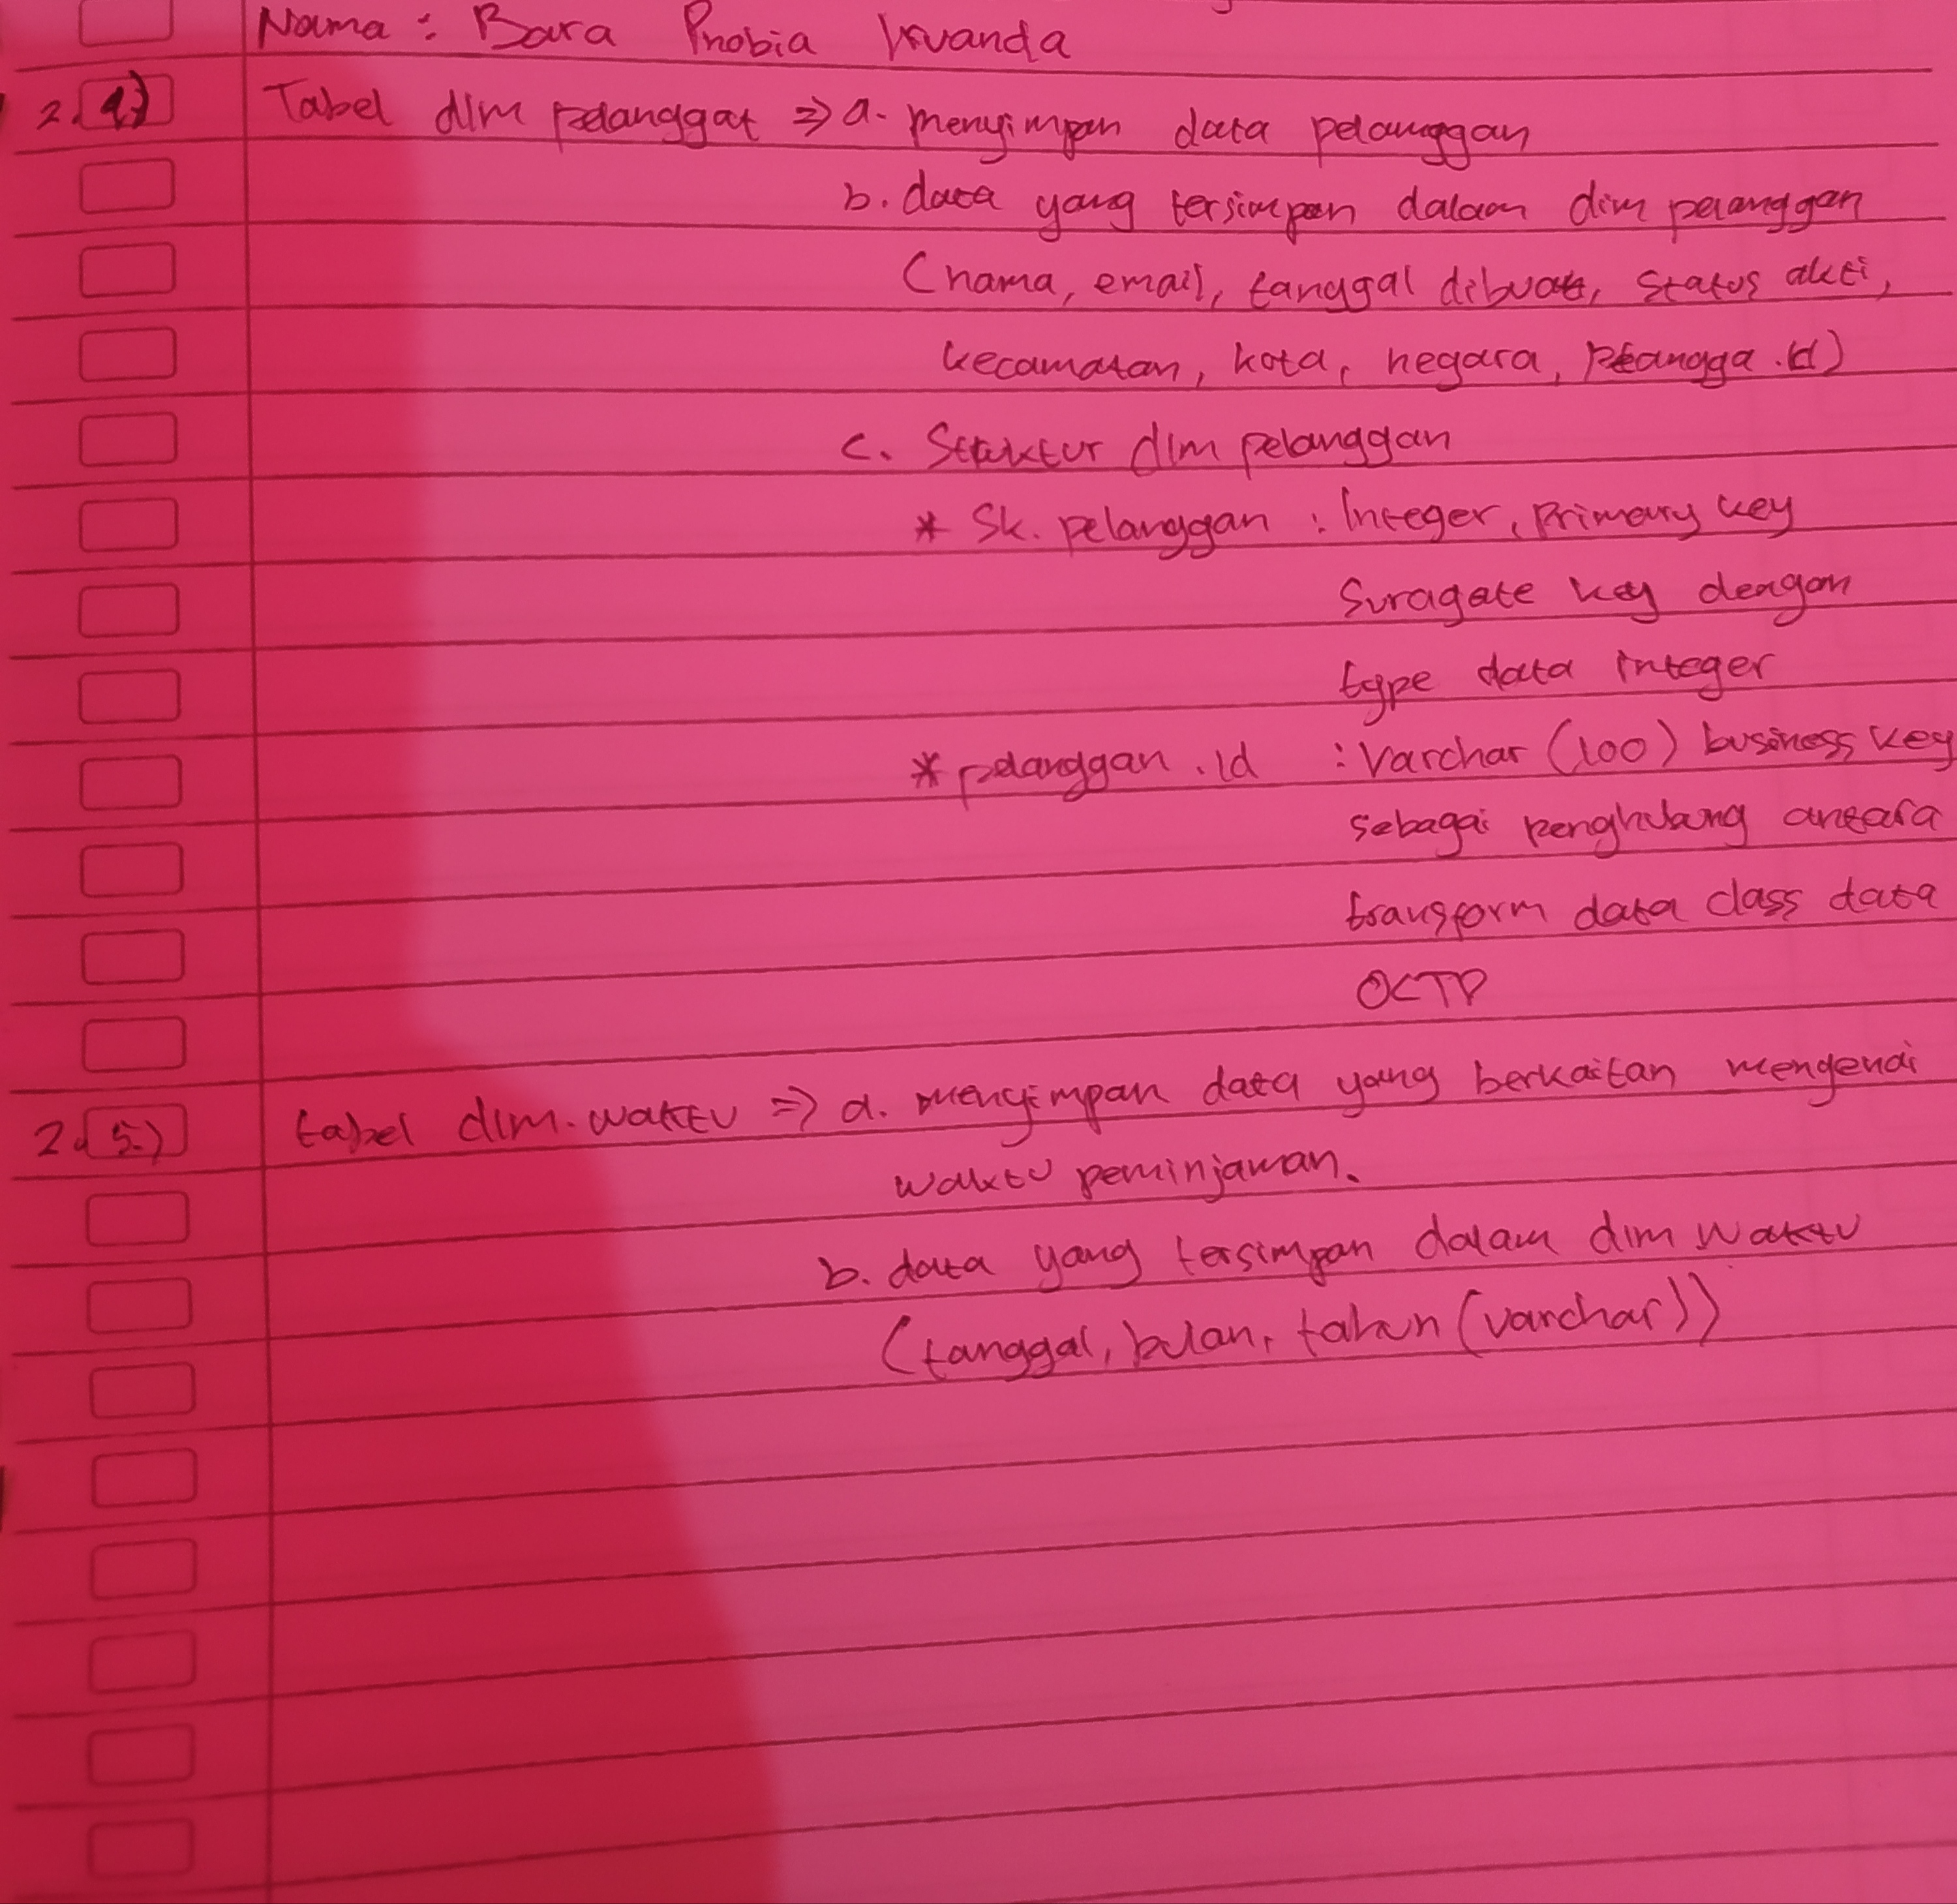 Nama : Bara Probia Irvanda
2. 4) Tabel dim pelanggat => a. menyimpan data pelanggan
b. data yang tersimpan dalam dim pelanggan
(nama, email, tanggal dibuat, status akti,
kecamatan, kota, negara, pelangga.id)
c. Struktur dim pelanggan
* Sk. pelanggan : Integer, primary key
Suragate key dengan
type data integer
* pelanggan.id : Varchar (100) business key
sebagai penghubung antara
transform data class data
OLTP
2. 5.) tabel dim.waktu => a. menyimpan data yang berkaitan mengenai
waktu peminjaman.
b. data yang tersimpan dalam dim waktu
(tanggal, bulan, tahun (varchar))